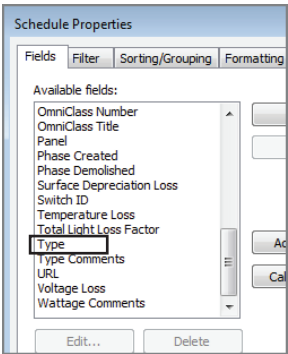 Schedule Properties
Fields Filter Sorting/Grouping Formatting
Available fields:
OmniClass Number
OmniClass Title
Panel
Phase Created
Phase Demolished
Surface Depreciation Loss
Switch ID
Temperature Loss
Total Light Loss Factor
Type
Type Comments
URL
Voltage Loss
Wattage Comments
Ad
Cal
Edit... Delete